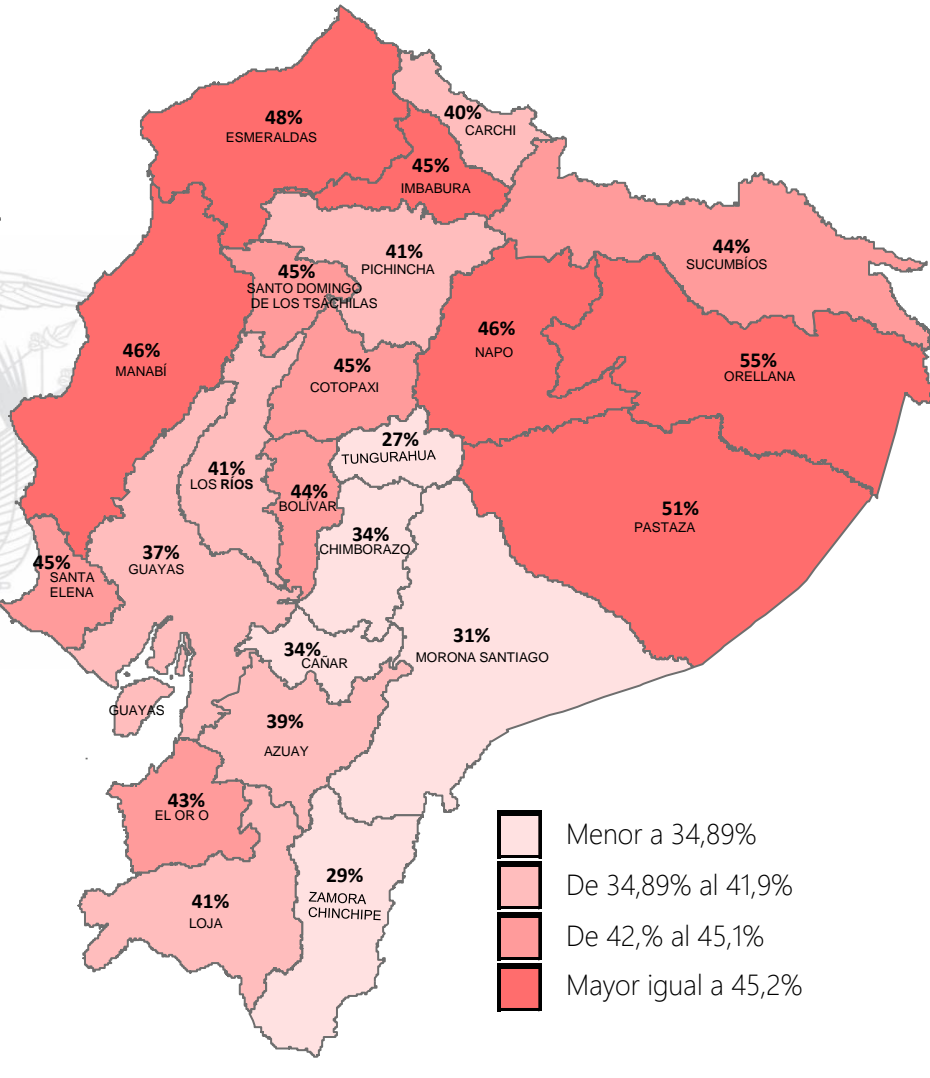 48%
ESMERALDAS
40%
CARCHI
45%
IMBABURA
41%
PICHINCHA
44%
SUCUMBÍOS
45%
SANTO DOMINGO
DE LOS TSÁCHILAS
46%
MANABÍ
46%
NAPO
45%
COTOPAXI
55%
ORELLANA
27%
TUNGURAHUA
41%
LOS RÍOS
44%
BOLÍVAR
51%
PASTAZA
34%
CHIMBORAZO
37%
GUAYAS
45%
SANTA
ELENA
31%
MORONA SANTIAGO
34%
CAÑAR
GUAYAS
39%
AZUAY
43%
EL OR O
29%
ZAMORA
CHINCHIPE
41%
LOJA
Menor a 34,89%
De 34,89% al 41,9%
De 42,% al 45,1%
Mayor igual a 45,2%